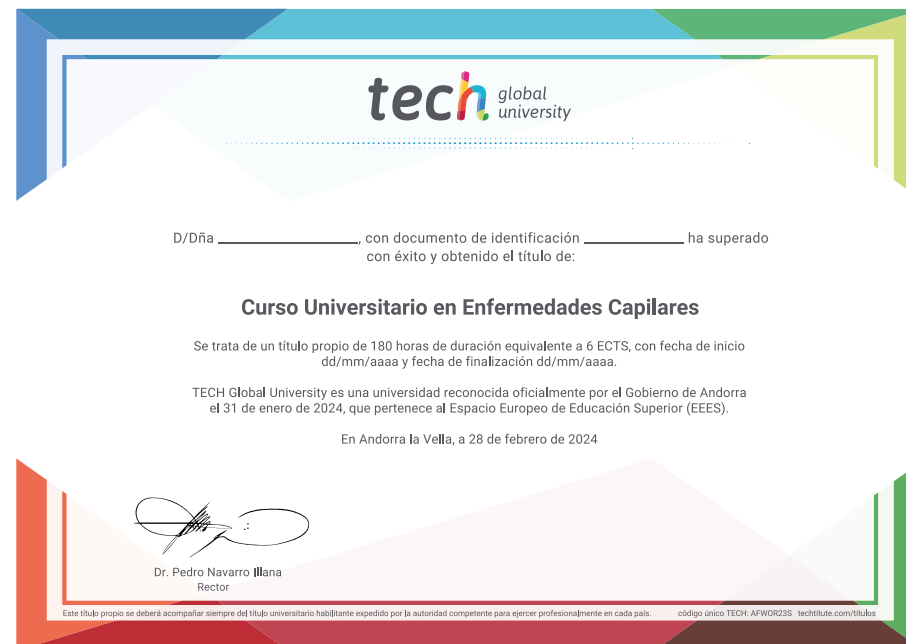 tech global
university
D/Dña ____________________, con documento de identificación ______________ ha superado
con éxito y obtenido el título de:
Curso Universitario en Enfermedades Capilares
Se trata de un título propio de 180 horas de duración equivalente a 6 ECTS, con fecha de inicio
dd/mm/aaaa y fecha de finalización dd/mm/aaaa.
TECH Global University es una universidad reconocida oficialmente por el Gobierno de Andorra
el 31 de enero de 2024, que pertenece al Espacio Europeo de Educación Superior (EEES).
En Andorra la Vella, a 28 de febrero de 2024
Dr. Pedro Navarro Illana
Rector
Este título propio se deberá acompañar siempre del título universitario habilitante expedido por la autoridad competente para ejercer profesionalmente en cada país. código único TECH: AFWOR23S techtitute.com/titulos